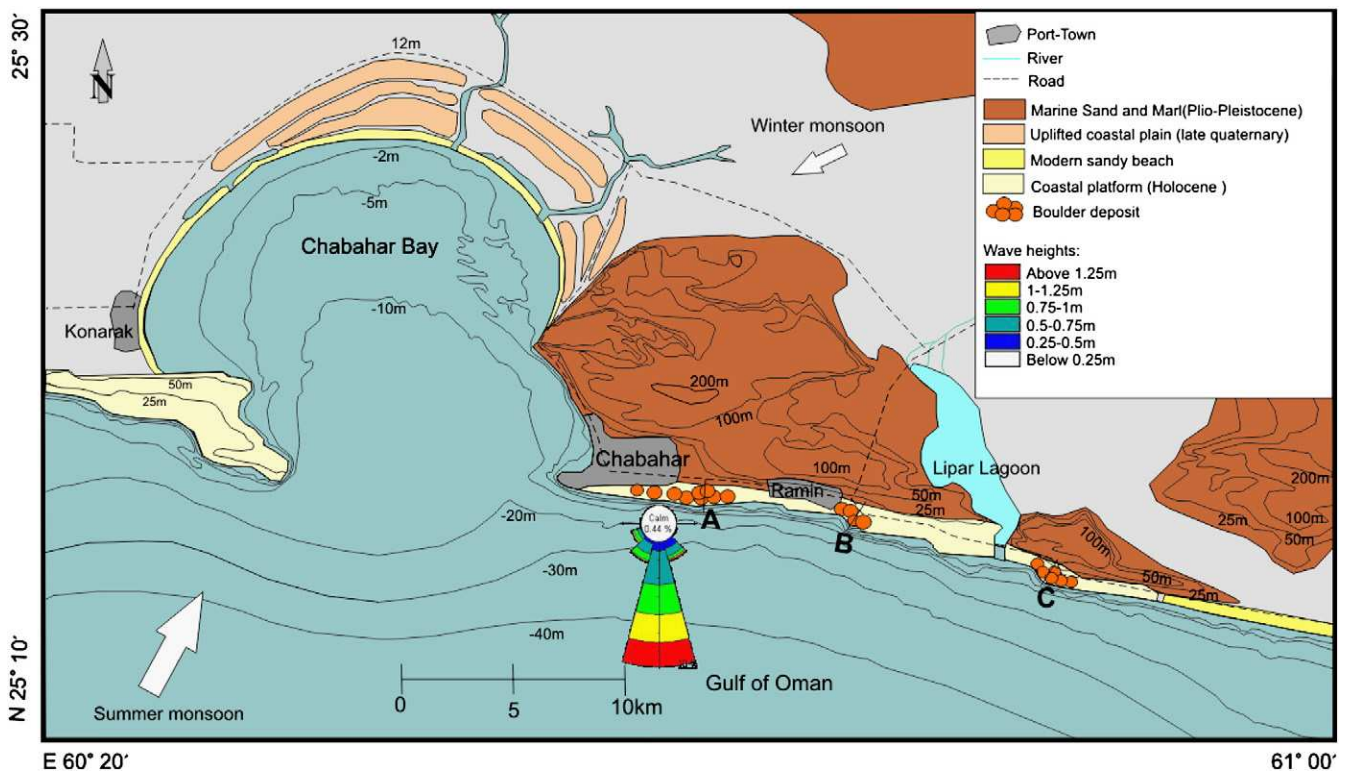 25° 30′
N 25° 10′
E 60° 20′
61° 00′
N
12m
-2m
-5m
Chabahar Bay
-10m
Konarak
50m
25m
Winter monsoon
200m
100m
100m
50m
25m
Chabahar
Ramin
Lipar Lagoon
A
B
C
Calm
0.44 %
-20m
-30m
-40m
100m
50m
25m
200m
100m
25m
50m
Summer monsoon
Gulf of Oman
0
5
10km
Port-Town
River
Road
Marine Sand and Marl(Plio-Pleistocene)
Uplifted coastal plain (late quaternary)
Modern sandy beach
Coastal platform (Holocene )
Boulder deposit
Wave heights:
Above 1.25m
1-1.25m
0.75-1m
0.5-0.75m
0.25-0.5m
Below 0.25m